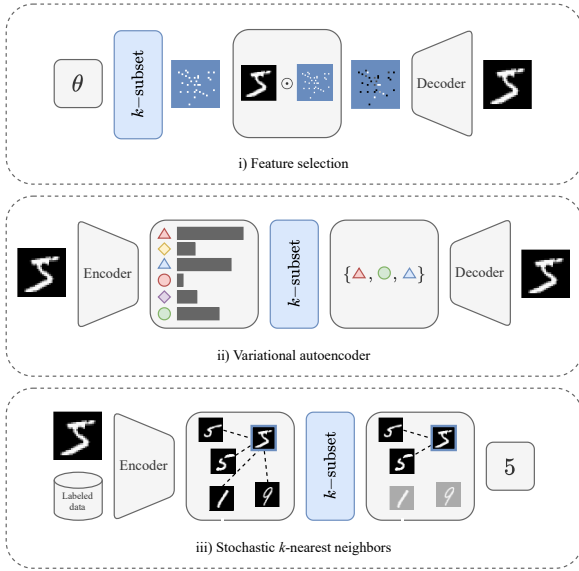 θ
k−subset
⊙
Decoder
i) Feature selection
Encoder
k−subset
{ , , }
Decoder
ii) Variational autoencoder
Labeled
data
Encoder
k−subset
5
iii) Stochastic k-nearest neighbors